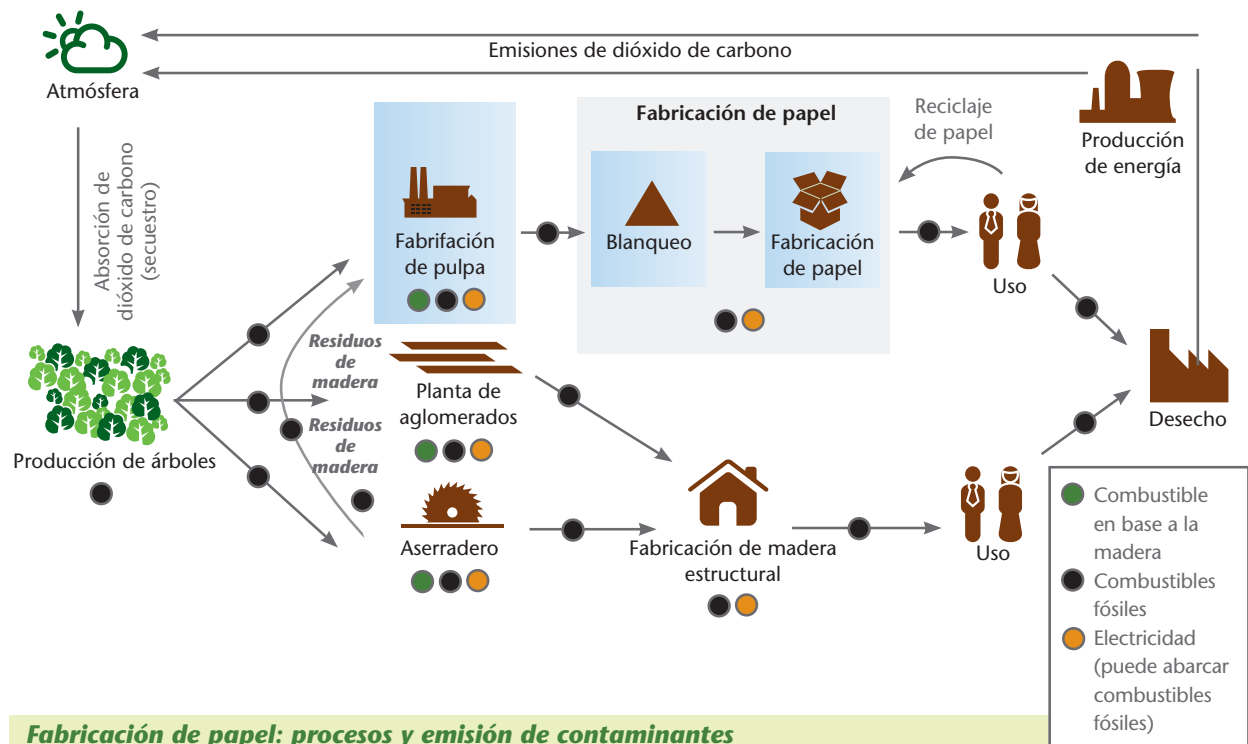 Emisiones de dióxido de carbono
Atmósfera
Absorción de
dióxido de carbono
(secuestro)
Producción de árboles
Fabrifación
de pulpa
Fabricación de papel
Blanqueo
Fabricación
de papel
Reciclaje
de papel
Producción
de energía
Uso
Residuos
de
madera
Planta de
aglomerados
Residuos
de
madera
Aserradero
Fabricación de madera
estructural
Uso
Desecho
Combustible
en base a la
madera
Combustibles
fósiles
Electricidad
(puede abarcar
combustibles
fósiles)
Fabricación de papel: procesos y emisión de contaminantes